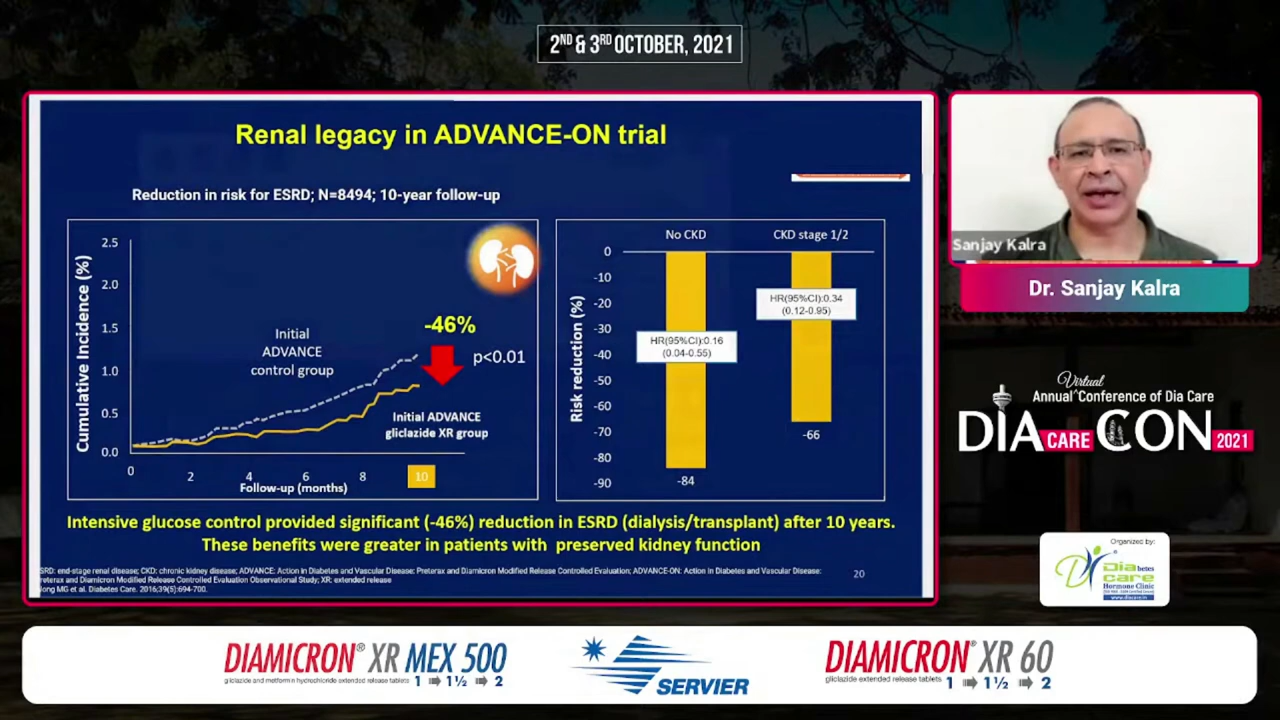 2ND & 3RD OCTOBER, 2021
Renal legacy in ADVANCE-ON trial
Reduction in risk for ESRD; N=8494; 10-year follow-up
Cumulative Incidence (%)
2.5
2.0
1.5
1.0
0.5
0.0
Initial
ADVANCE
control group
-46%
p<0.01
Initial ADVANCE
gliclazide XR group
0
2
4
6
8
10
Follow-up (months)
Risk reduction (%)
No CKD
CKD stage 1/2
0
-10
-20
-30
-40
-50
-60
-70
-80
-90
HR(95%CI):0.16
(0.04-0.55)
HR(95%CI):0.34
(0.12-0.95)
-84
-66
Intensive glucose control provided significant (-46%) reduction in ESRD (dialysis/transplant) after 10 years.
These benefits were greater in patients with preserved kidney function
SRD: end-stage renal disease; CKD: chronic kidney disease; ADVANCE: Action in Diabetes and Vascular Disease: Preterax and Diamicron Modified Release Controlled Evaluation; ADVANCE-ON: Action in Diabetes and Vascular Disease:
reterax and Diamicron Modified Release Controlled Evaluation Observational Study; XR: extended release
ong MG et al. Diabetes Care. 2016;39(5):694-700.
20
Sanjay Kalra
Dr. Sanjay Kalra
Virtual
Annual ^ Conference of Dia Care
DIA CARE CON 2021
Organized by:
Diabetes
care
Hormone Clinic
www.diacare.in
DIAMICRON® XR MEX 500
gliclazide and metformin hydrochloride extended release tablets 1 ➡ 1½ ➡ 2
SERVIER
DIAMICRON® XR 60
gliclazide extended release tablets 1 ➡ 1½ ➡ 2